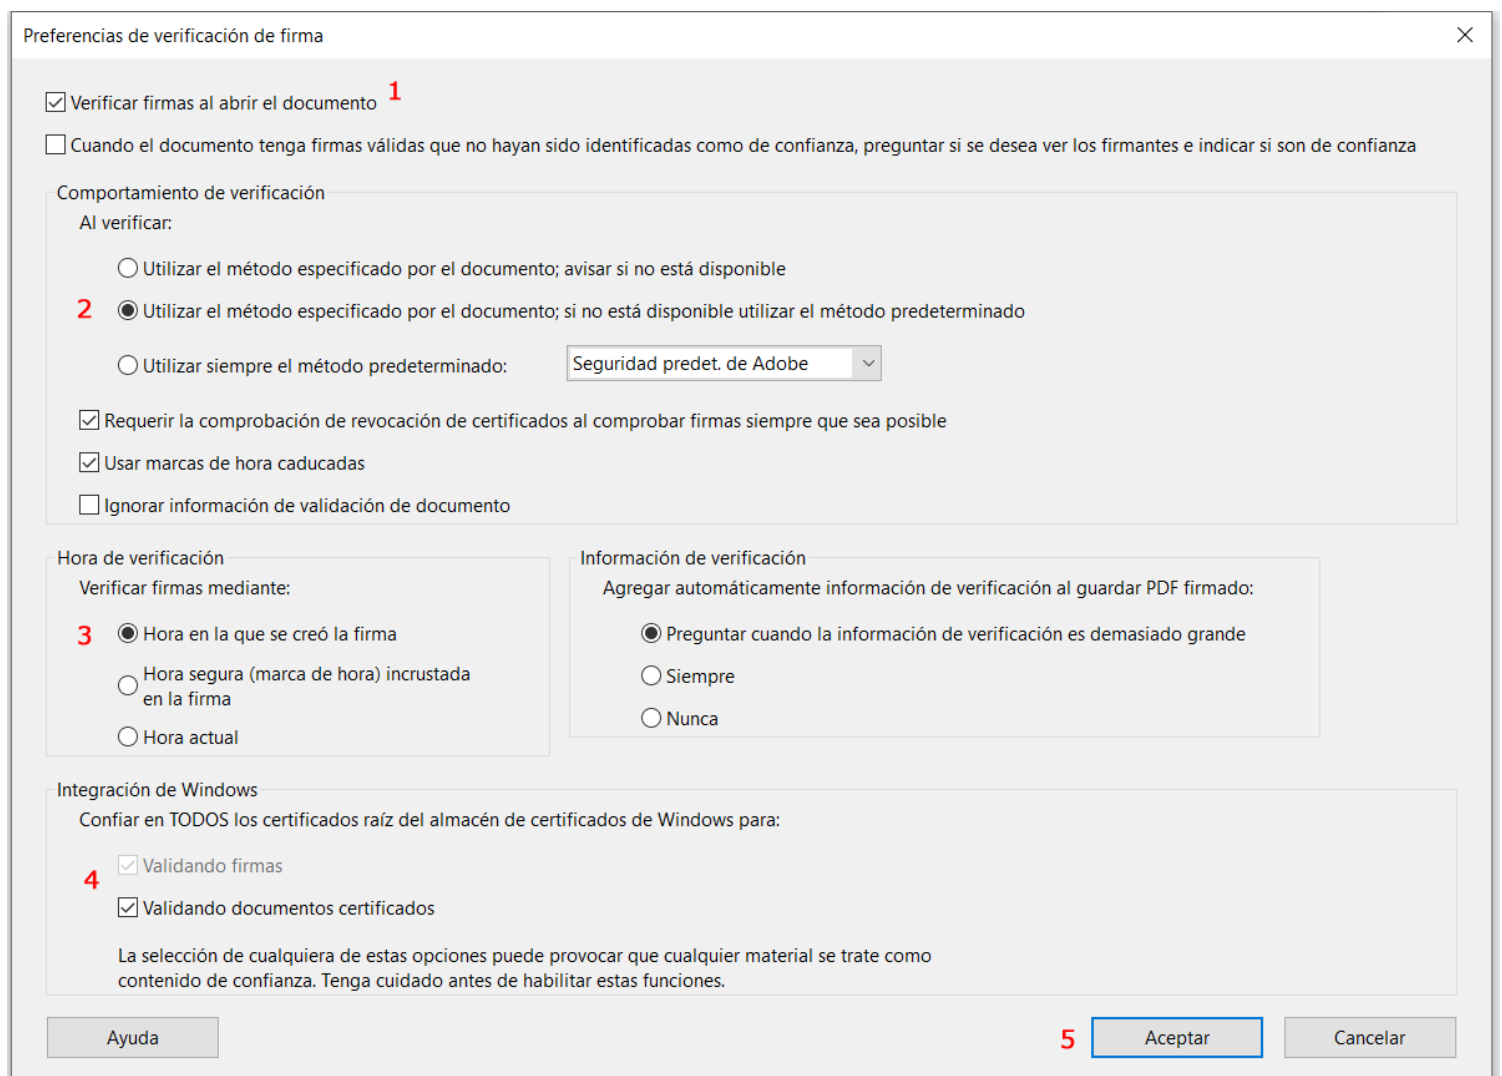 Preferencias de verificación de firma
Verificar firmas al abrir el documento 1
Cuando el documento tenga firmas válidas que no hayan sido identificadas como de confianza, preguntar si se desea ver los firmantes e indicar si son de confianza
Comportamiento de verificación
Al verificar:
Utilizar el método especificado por el documento; avisar si no está disponible
2 Utilizar el método especificado por el documento; si no está disponible utilizar el método predeterminado
Utilizar siempre el método predeterminado: Seguridad predet. de Adobe
Requerir la comprobación de revocación de certificados al comprobar firmas siempre que sea posible
Usar marcas de hora caducadas
Ignorar información de validación de documento
Hora de verificación
Verificar firmas mediante:
3 Hora en la que se creó la firma
Hora segura (marca de hora) incrustada
en la firma
Hora actual
Información de verificación
Agregar automáticamente información de verificación al guardar PDF firmado:
Preguntar cuando la información de verificación es demasiado grande
Siempre
Nunca
Integración de Windows
Confiar en TODOS los certificados raíz del almacén de certificados de Windows para:
Validando firmas
4
Validando documentos certificados
La selección de cualquiera de estas opciones puede provocar que cualquier material se trate como
contenido de confianza. Tenga cuidado antes de habilitar estas funciones.
Ayuda 5 Aceptar Cancelar